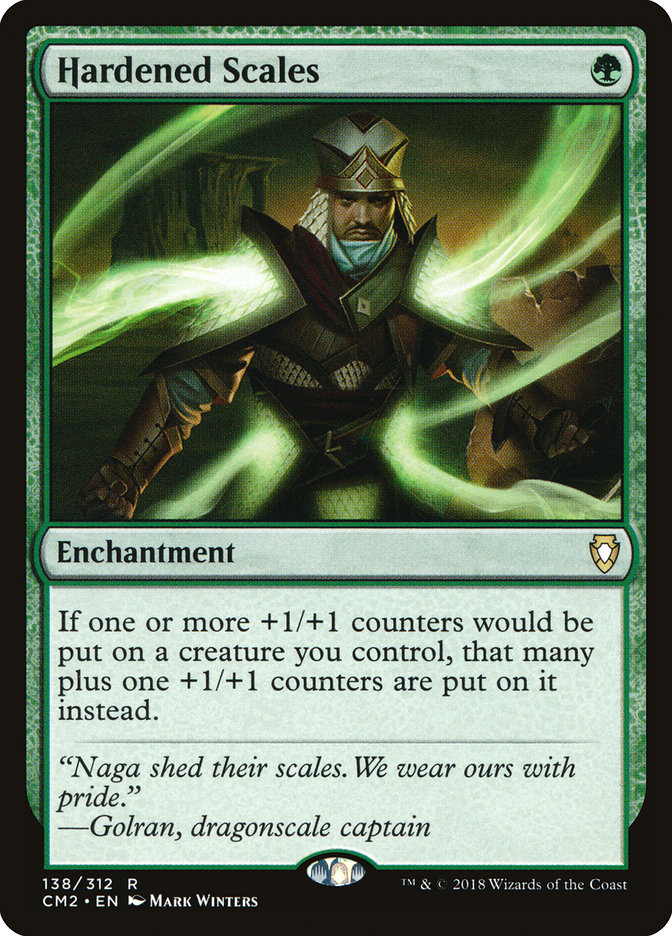 Hardened Scales
Enchantment
If one or more +1/+1 counters would be
put on a creature you control, that many
plus one +1/+1 counters are put on it
instead.
“Naga shed their scales. We wear ours with
pride.”
—Golran, dragonscale captain
138/312 R
CM2 • EN Mark Winters
™ & © 2018 Wizards of the Coast